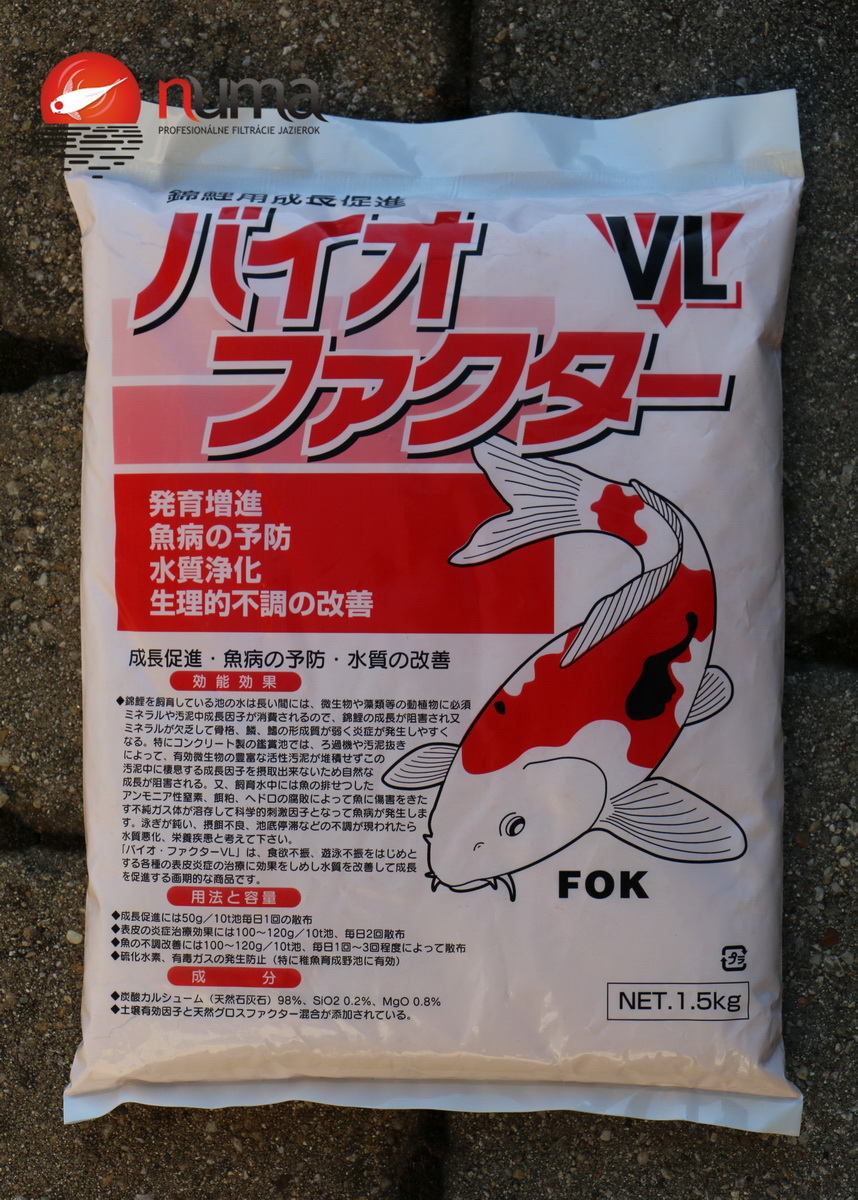 numa
PROFESIONÁLNE FILTRÁCIE JAZIEROK
錦鯉用成長促進
バイオ
VL
ファクター
発育増進
魚病の予防
水質浄化
生理的不調の改善
成長促進・魚病の予防・水質の改善
効能効果
◆錦鯉を飼育している池の水は長い間には、微生物や藻類等の動植物に必須
ミネラルや汚泥中成長因子が消費されるので、錦鯉の成長が阻害され又
ミネラルが欠乏して骨格、鱗、鰭の形成質が弱く炎症が発生しやすく
なる。特にコンクリート製の鑑賞池では、ろ過機や汚泥抜き
によって、有効微生物の豊富な活性汚泥が堆積せずこの
汚泥中に棲息する成長因子を摂取出来ないため自然な
成長が阻害される。又、飼育水中には魚の排せつした
アンモニア性窒素、餌粕、ヘドロの腐敗によって魚に傷害をきた
す不純ガス体が溶存して科学的刺激因子となって魚病が発生しま
す。泳ぎが鈍い、摂餌不良、池底停滞などの不調が現われたら
水質悪化、栄養疾患と考えて下さい。
「バイオ・ファクターVL」は、食欲不振、遊泳不振をはじめと
する各種の表皮炎症の治療に効果をしめし水質を改善して成長
を促進する画期的な商品です。
用法と容量
◆成長促進には50g／10t池毎日1回の散布
◆表皮の炎症治療効果には100〜120g／10t池、毎日2回散布
◆魚の不調改善には100〜120g／10t池、毎日1回〜3回程度によって散布
◆硫化水素、有毒ガスの発生防止（特に稚魚育成野池に有効）
成　分
◆炭酸カルシューム（天然石灰石）98%、SiO2 0.2%、MgO 0.8%
◆土壌有効因子と天然グロスファクター混合が添加されている。
FOK
プラ
NET.1.5kg